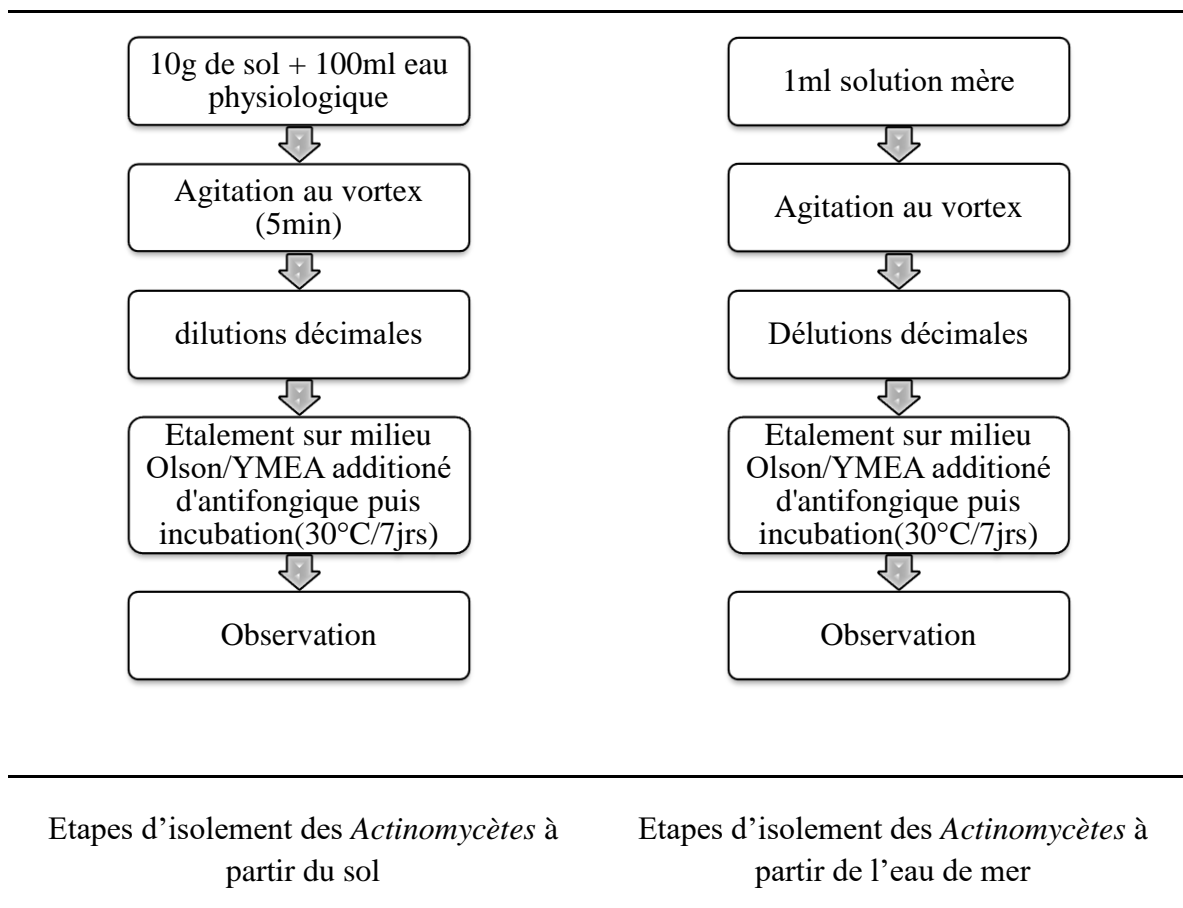 10g de sol + 100ml eau
physiologique
Agitation au vortex
(5min)
dilutions décimales
Etalement sur milieu
Olson/YMEA additioné
d'antifongique puis
incubation(30°C/7jrs)
Observation
Etapes d’isolement des Actinomycètes à
partir du sol
1ml solution mère
Agitation au vortex
Délutions décimales
Etalement sur milieu
Olson/YMEA additioné
d'antifongique puis
incubation(30°C/7jrs)
Observation
Etapes d’isolement des Actinomycètes à
partir de l’eau de mer